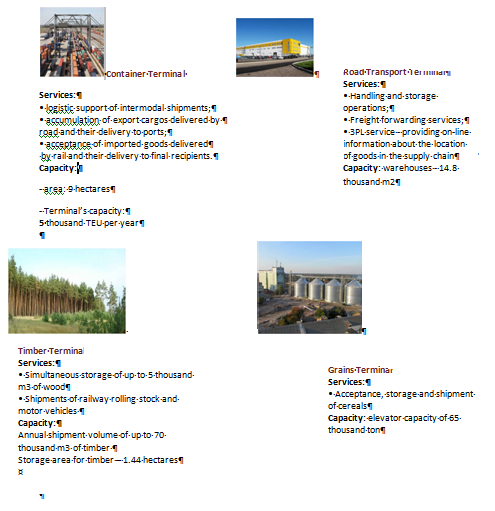 Container Terminal
Services:¶
• logistic support of intermodal shipments;¶
• accumulation of export cargos delivered by ¶
road and their delivery to ports;¶
• acceptance of imported goods delivered¶
by rail and their delivery to final recipients.¶
Capacity:¶
– area: 9 hectares¶
– Terminal's capacity:¶
5 thousand TEU per year¶
¶
¶
Road Transport Terminal¶
Services:¶
• Handling and storage
operations;¶
• Freight forwarding services;¶
• 3PL service – providing on-line
information about the location
of goods in the supply chain¶
Capacity: warehouses – 14.8
thousand m2¶
Timber Terminal
Services:¶
• Simultaneous storage of up to 5 thousand
m3 of wood¶
• Shipments of railway rolling stock and
motor vehicles ¶
Capacity:¶
Annual shipment volume of up to 70
thousand m3 of timber ¶
Storage area for timber — 1.44 hectares¶
¤
¶
¶
Grains Terminal
Services:¶
• Acceptance, storage and shipment
of cereals¶
Capacity: elevator capacity of 65
thousand ton¶